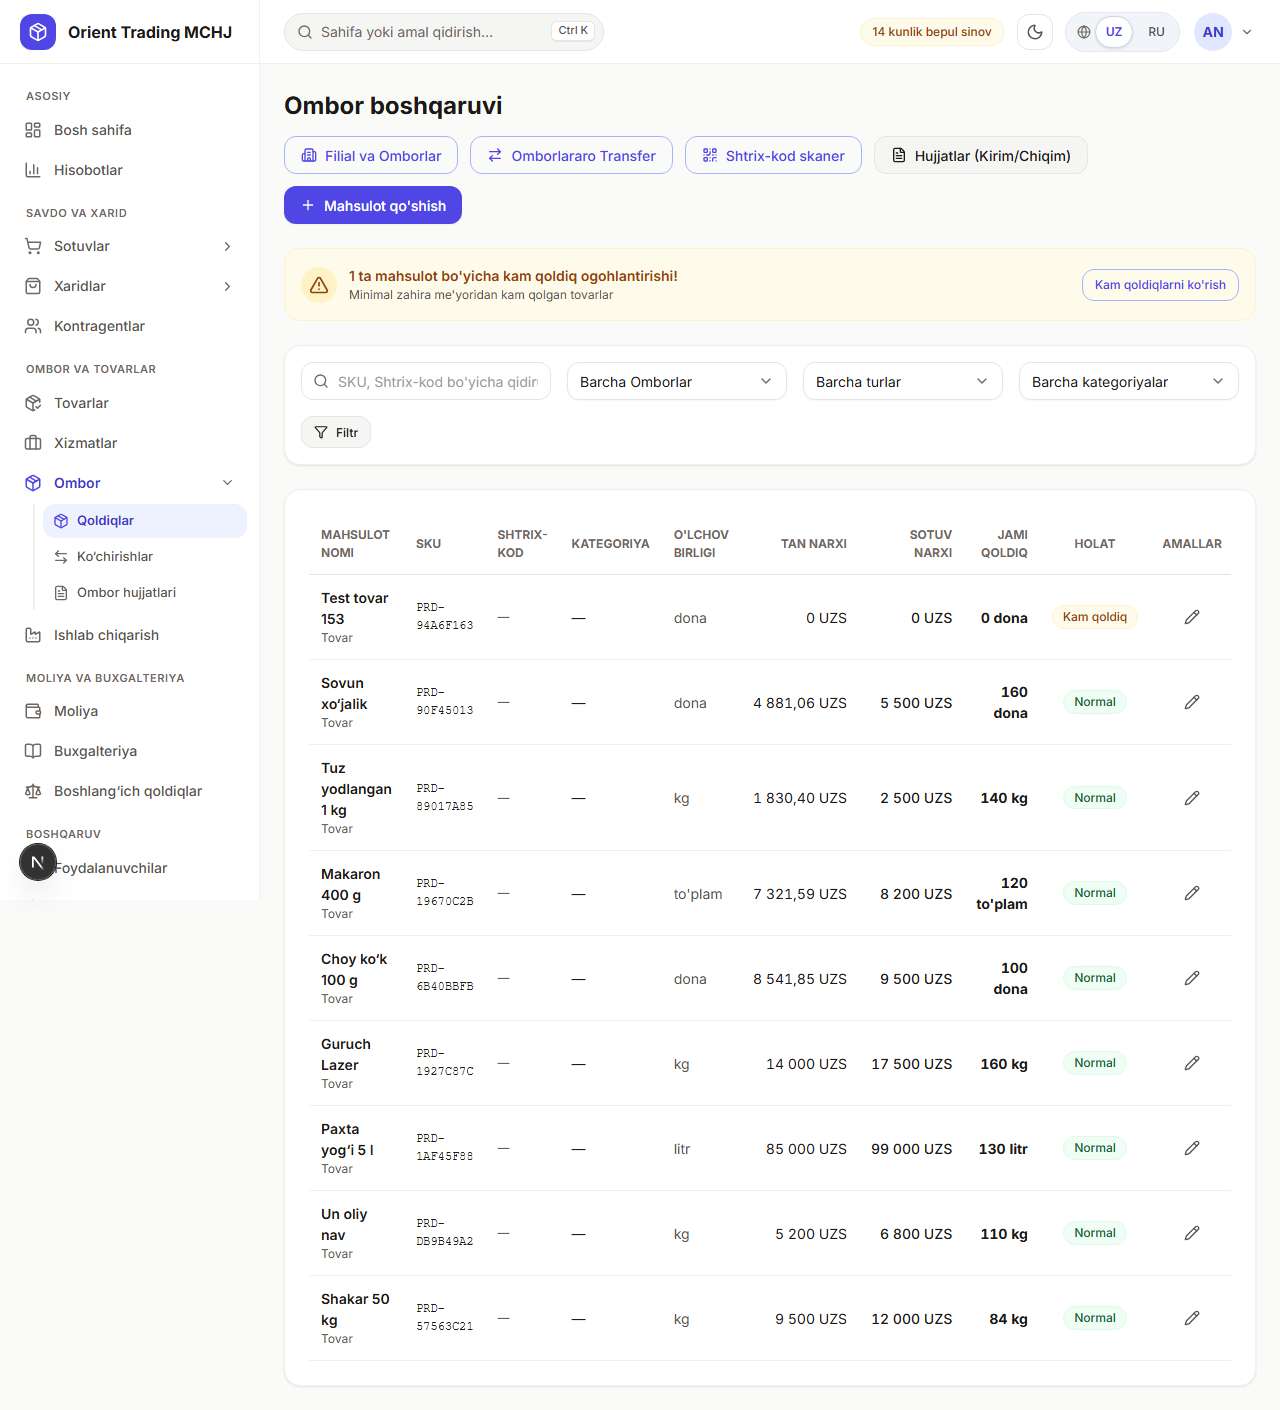 Orient Trading MCHJ
Sahifa yoki amal qidirish...
Ctrl K
14 kunlik bepul sinov
UZ
RU
AN
ASOSIY
Bosh sahifa
Hisobotlar
SAVDO VA XARID
Sotuvlar
Xaridlar
Kontragentlar
OMBOR VA TOVARLAR
Tovarlar
Xizmatlar
Ombor
Qoldiqlar
Ko‘chirishlar
Ombor hujjatlari
Ishlab chiqarish
MOLIYA VA BUXGALTERIYA
Moliya
Buxgalteriya
Boshlang‘ich qoldiqlar
BOSHQARUV
N
Foydalanuvchilar
Ombor boshqaruvi
Filial va Omborlar
Omborlararo Transfer
Shtrix-kod skaner
Hujjatlar (Kirim/Chiqim)
Mahsulot qo'shish
1 ta mahsulot bo'yicha kam qoldiq ogohlantirishi!
Minimal zahira me'yoridan kam qolgan tovarlar
Kam qoldiqlarni ko'rish
SKU, Shtrix-kod bo'yicha qidir
Barcha Omborlar
Barcha turlar
Barcha kategoriyalar
Filtr
MAHSULOT NOMI
SKU
SHTRIX-KOD
KATEGORIYA
O'LCHOV BIRLIGI
TAN NARXI
SOTUV NARXI
JAMI QOLDIQ
HOLAT
AMALLAR
Test tovar 153
Tovar
PRD-94A6F163
—
—
dona
0 UZS
0 UZS
0 dona
Kam qoldiq
Sovun xo‘jalik
Tovar
PRD-90F45013
—
—
dona
4 881,06 UZS
5 500 UZS
160 dona
Normal
Tuz yodlangan 1 kg
Tovar
PRD-89017A85
—
—
kg
1 830,40 UZS
2 500 UZS
140 kg
Normal
Makaron 400 g
Tovar
PRD-19670C2B
—
—
to'plam
7 321,59 UZS
8 200 UZS
120 to'plam
Normal
Choy ko‘k 100 g
Tovar
PRD-6B40BBFB
—
—
dona
8 541,85 UZS
9 500 UZS
100 dona
Normal
Guruch Lazer
Tovar
PRD-1927C87C
—
—
kg
14 000 UZS
17 500 UZS
160 kg
Normal
Paxta yog‘i 5 l
Tovar
PRD-1AF45F88
—
—
litr
85 000 UZS
99 000 UZS
130 litr
Normal
Un oliy nav
Tovar
PRD-DB9B49A2
—
—
kg
5 200 UZS
6 800 UZS
110 kg
Normal
Shakar 50 kg
Tovar
PRD-57563C21
—
—
kg
9 500 UZS
12 000 UZS
84 kg
Normal